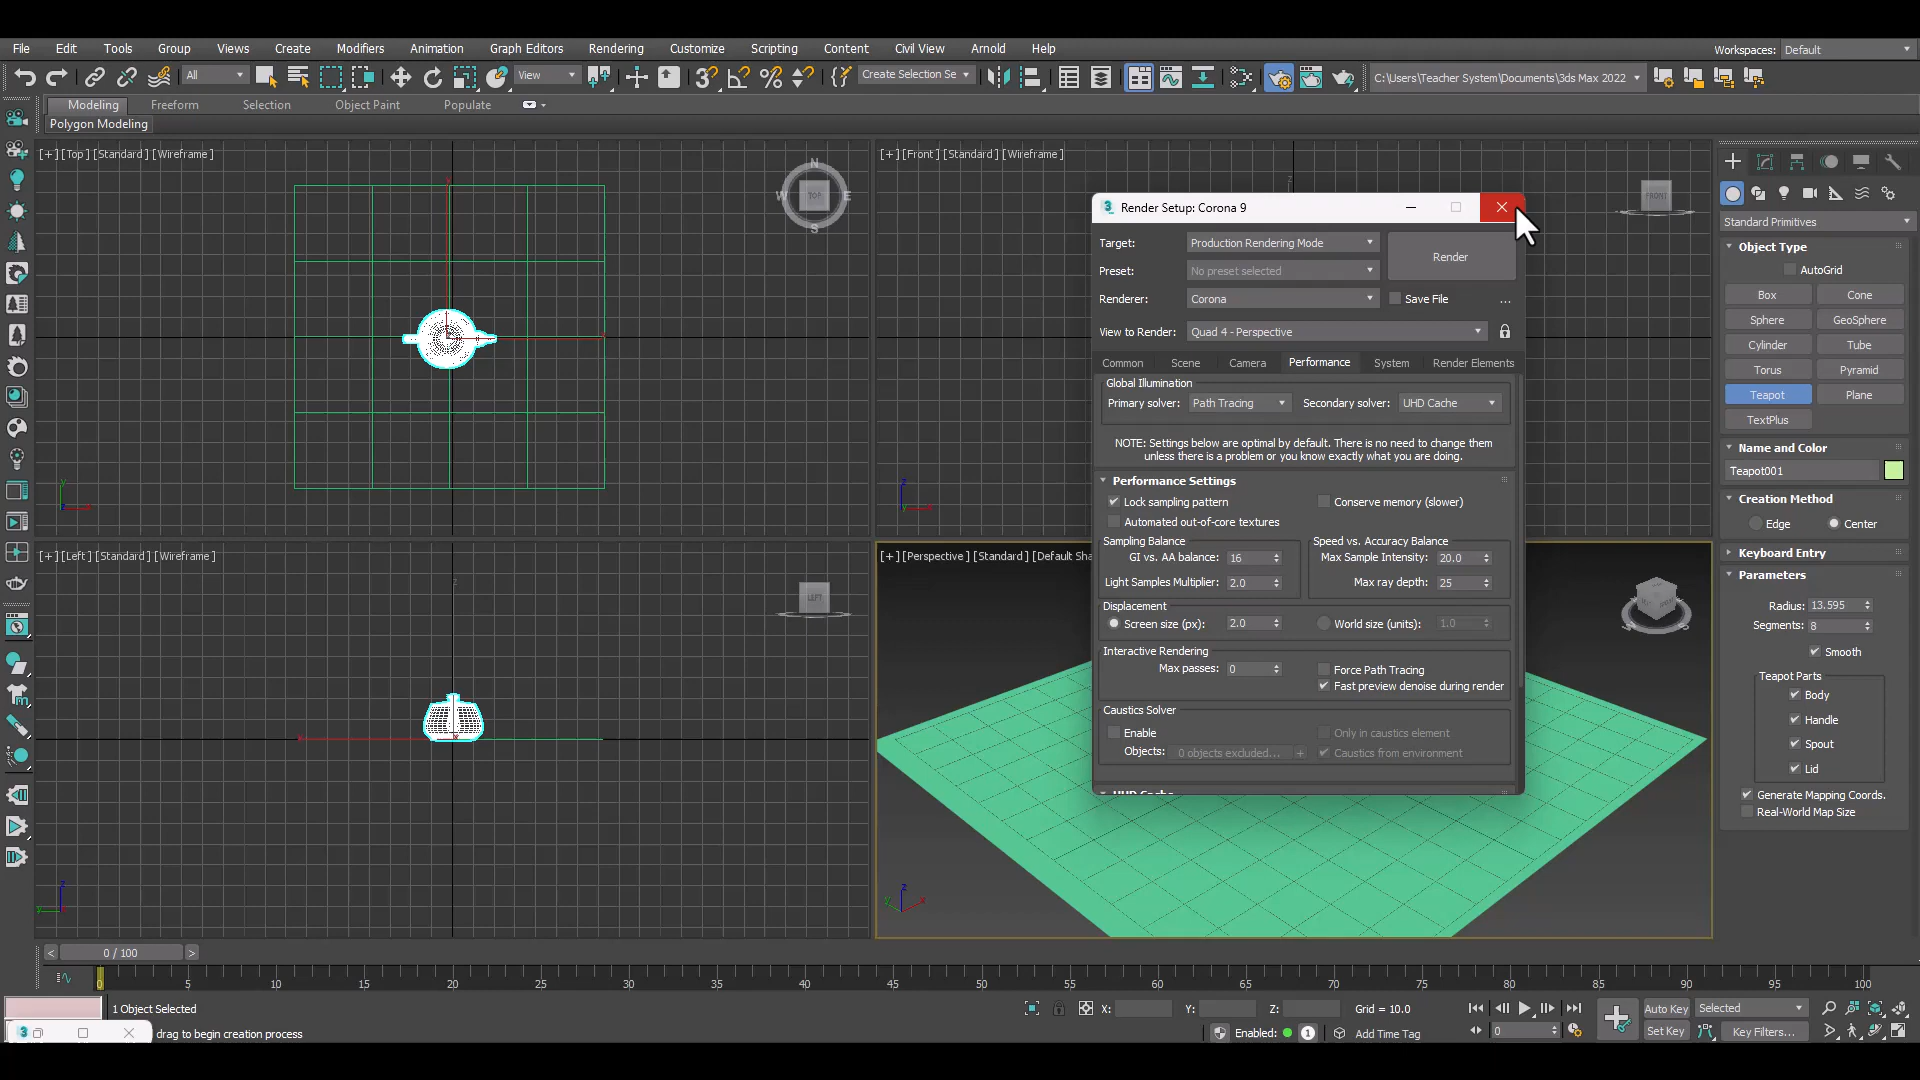 File Edit Tools Group Views Create Modifiers Animation Graph Editors Rendering Customize Scripting Content Civil View Arnold Help Workspaces: Default
All View Create Selection Se C:\Users\Teacher System\Documents\3ds Max 2022
Modeling Freeform Selection Object Paint Populate
Polygon Modeling
[+] [Top] [Standard] [Wireframe]
N
W TOP E
S
[+] [Front] [Standard] [Wireframe]
FRONT
[+] [Left] [Standard] [Wireframe]
LEFT
[+] [Perspective] [Standard] [Default Sha
Render Setup: Corona 9
Target: Production Rendering Mode Render
Preset: No preset selected
Renderer: Corona Save File ...
View to Render: Quad 4 - Perspective
Common Scene Camera Performance System Render Elements
Global Illumination
Primary solver: Path Tracing Secondary solver: UHD Cache
NOTE: Settings below are optimal by default. There is no need to change them
unless there is a problem or you know exactly what you are doing.
Performance Settings
Lock sampling pattern Conserve memory (slower)
Automated out-of-core textures
Sampling Balance Speed vs. Accuracy Balance
GI vs. AA balance: 16 Max Sample Intensity: 20.0
Light Samples Multiplier: 2.0 Max ray depth: 25
Displacement
Screen size (px): 2.0 World size (units): 1.0
Interactive Rendering
Max passes: 0 Force Path Tracing
Fast preview denoise during render
Caustics Solver
Enable Only in caustics element
Objects: 0 objects excluded... + Caustics from environment
UHD Cache
Standard Primitives
Object Type
AutoGrid
Box Cone
Sphere GeoSphere
Cylinder Tube
Torus Pyramid
Teapot Plane
TextPlus
Name and Color
Teapot001
Creation Method
Edge Center
Keyboard Entry
Parameters
Radius: 13.595
Segments: 8
Smooth
Teapot Parts
Body
Handle
Spout
Lid
Generate Mapping Coords.
Real-World Map Size
< 0 / 100 >
0 5 10 15 20 25 30 35 40 45 50 55 60 65 70 75 80 85 90 95 100
1 Object Selected X: Y: Z: Grid = 10.0 Auto Key Selected
drag to begin creation process Enabled: 1 Add Time Tag 0 Set Key Key Filters...